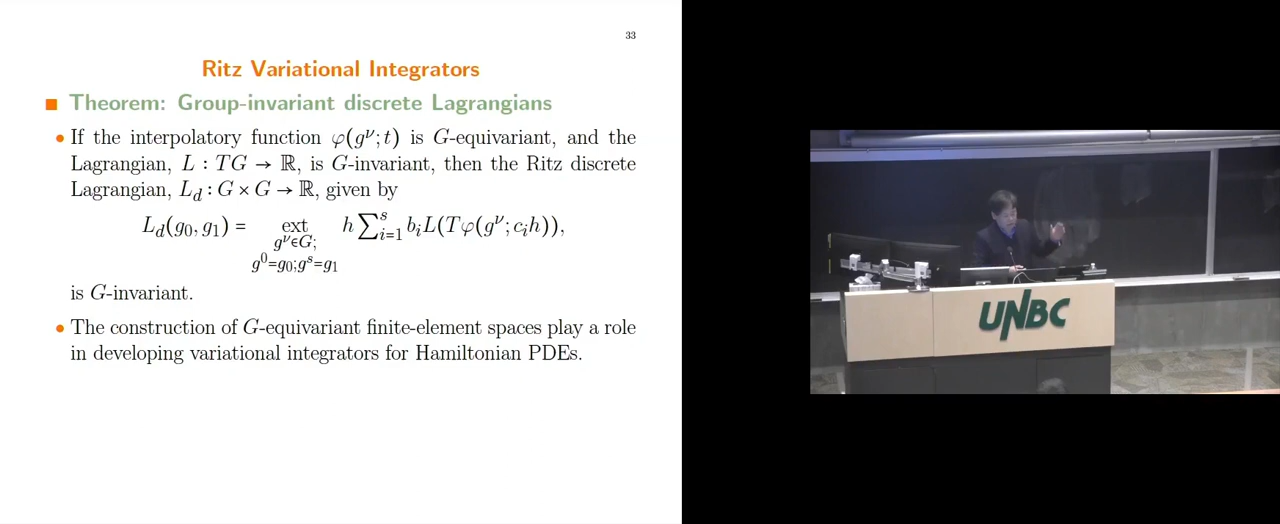 33
Ritz Variational Integrators
Theorem: Group-invariant discrete Lagrangians
• If the interpolatory function φ(g^ν; t) is G-equivariant, and the
Lagrangian, L : TG → ℝ, is G-invariant, then the Ritz discrete
Lagrangian, L_d : G × G → ℝ, given by
L_d(g_0, g_1) = ext_{g^ν∈G; g^0=g_0; g^s=g_1} h∑_{i=1}^s b_i L(Tφ(g^ν; c_i h)),
is G-invariant.
• The construction of G-equivariant finite-element spaces play a role
in developing variational integrators for Hamiltonian PDEs.
UNBC